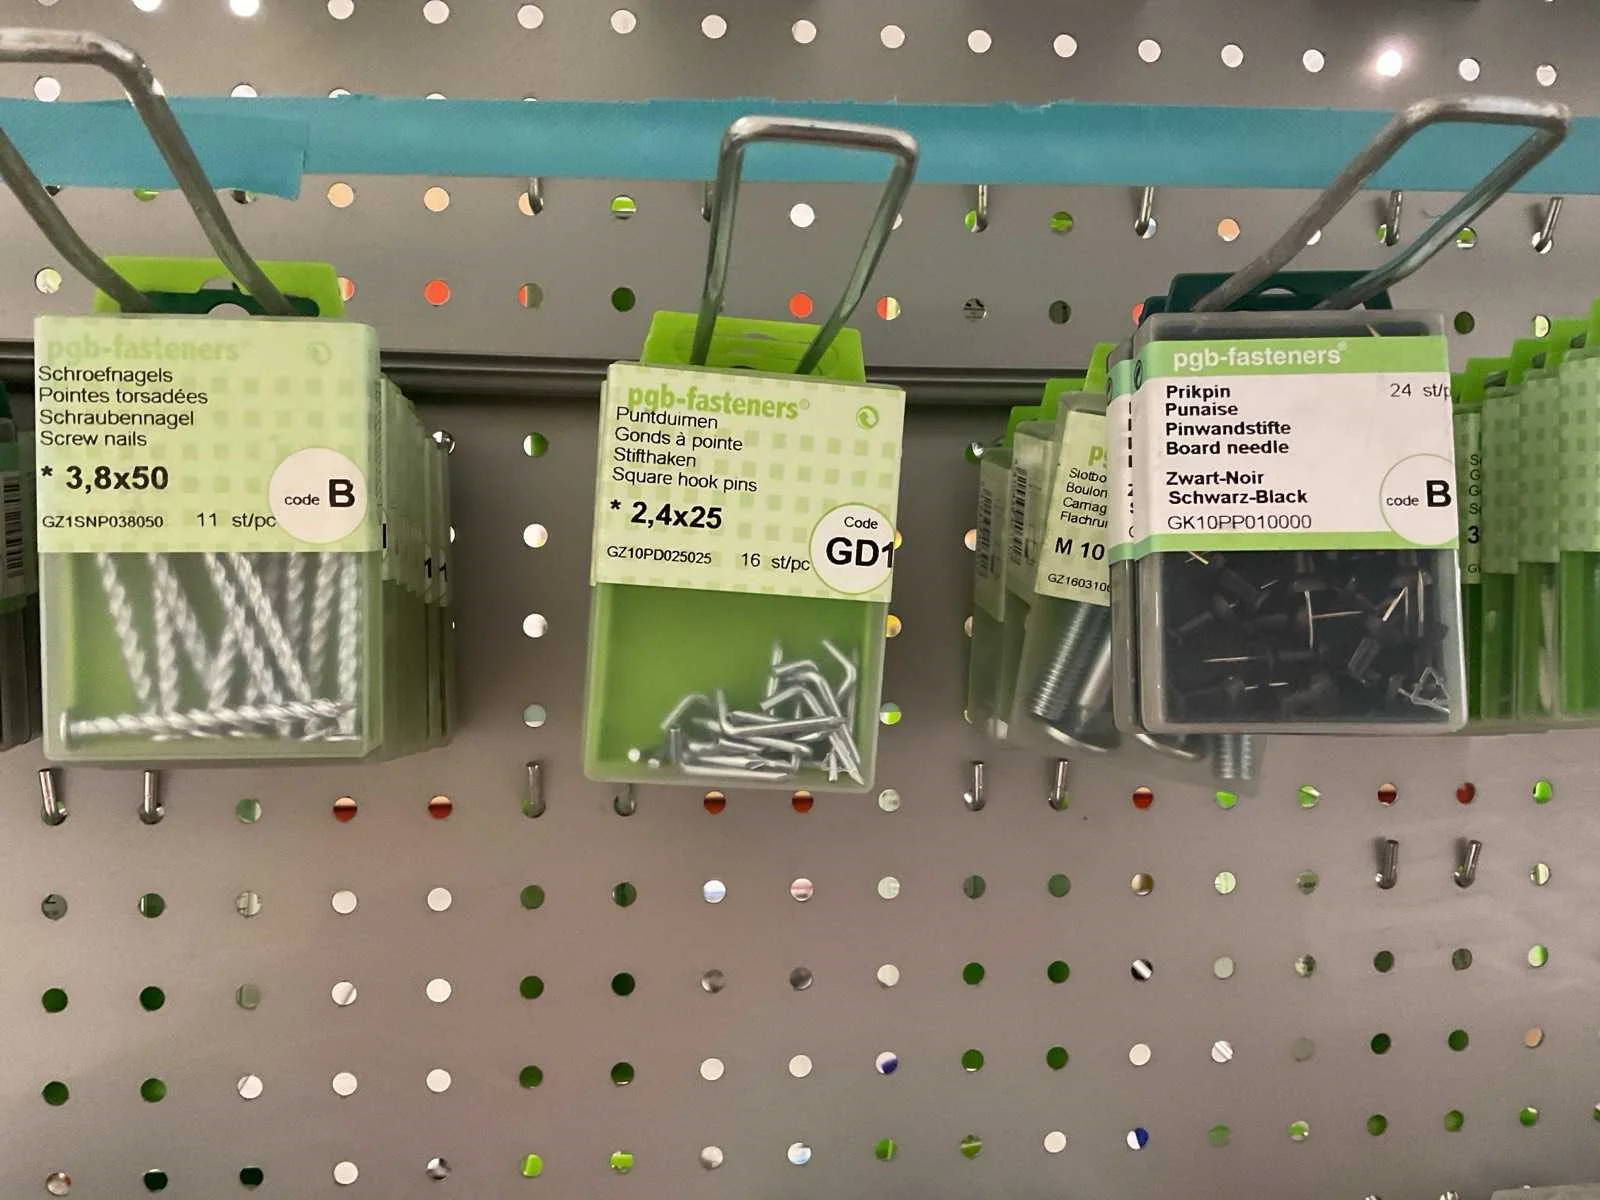 pgb-fasteners
Schroefnagels
Pointes torsadées
Schraubennagel
Screw nails
* 3,8x50
code B
GZ1SNP038050 11 st/pc
pgb-fasteners®
Puntduimen
Gonds à pointe
Stifthaken
Square hook pins
* 2,4x25
Code
GD1
GZ10PD025025 16 st/pc
M 10
pgb-fasteners®
Prikpin 24 st/p
Punaise
Pinwandstifte
Board needle
Zwart-Noir
Schwarz-Black
code B
GK10PP010000